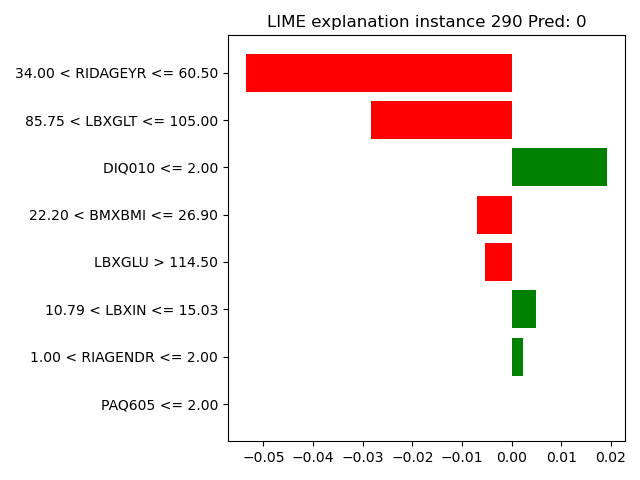 LIME explanation instance 290 Pred: 0
34.00 < RIDAGEYR <= 60.50
85.75 < LBXGLT <= 105.00
DIQ010 <= 2.00
22.20 < BMXBMI <= 26.90
LBXGLU > 114.50
10.79 < LBXIN <= 15.03
1.00 < RIAGENDR <= 2.00
PAQ605 <= 2.00
−0.05 −0.04 −0.03 −0.02 −0.01 0.00 0.01 0.02